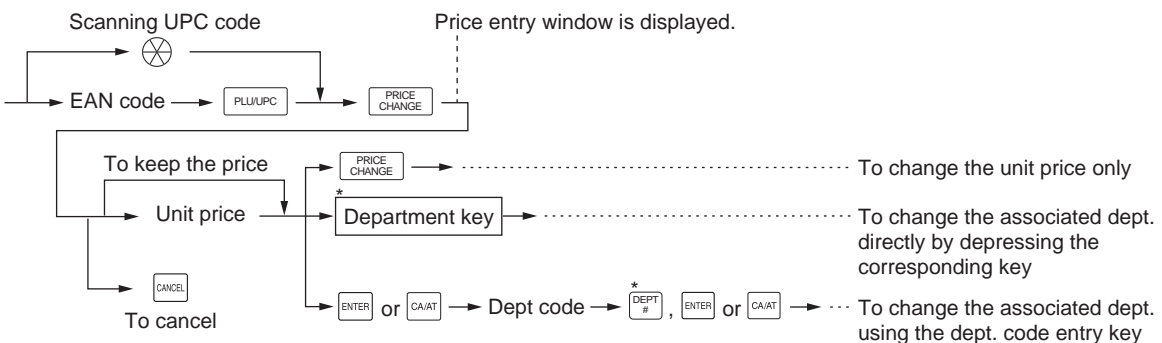 Scanning UPC code
Price entry window is displayed.
EAN code PLU/UPC PRICE CHANGE
To keep the price
PRICE CHANGE To change the unit price only
*
Unit price Department key To change the associated dept.
directly by depressing the
corresponding key
CANCEL
To cancel
*
ENTER or CA/AT Dept code DEPT # , ENTER or CA/AT To change the associated dept.
using the dept. code entry key